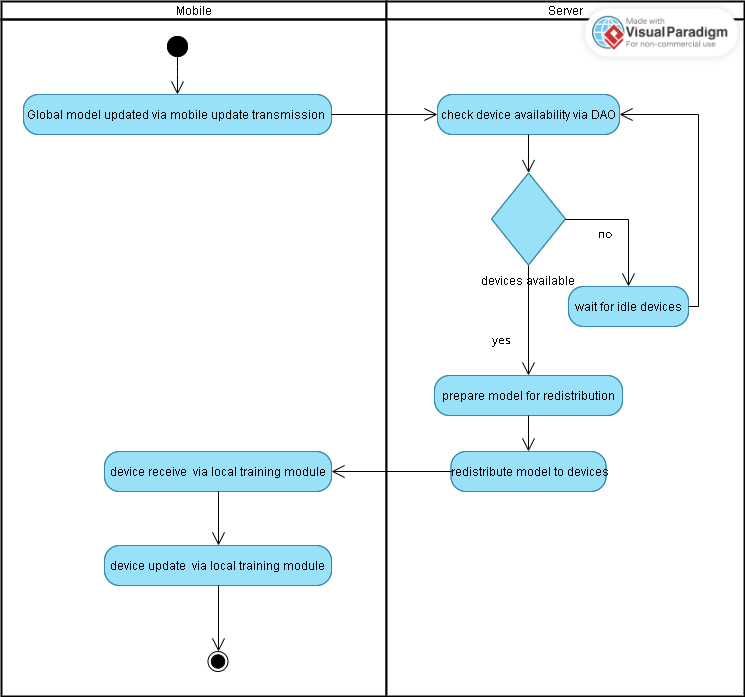 Mobile
Server
Made with
VisualParadigm
For non-commercial use
Global model updated via mobile update transmission
check device availability via DAO
no
devices available
wait for idle devices
yes
prepare model for redistribution
device receive via local training module
redistribute model to devices
device update via local training module